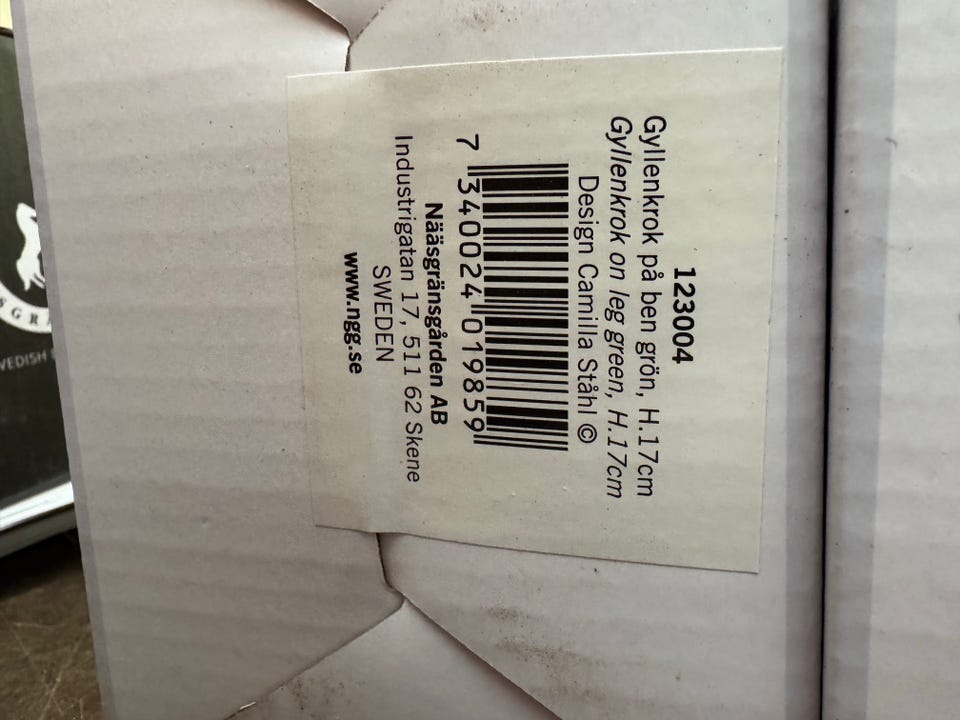 123004
Gyllenkrok på ben grön, H.17cm
Gyllenkrok on leg green, H.17cm
Design Camilla Ståhl ©
7 340024 019859
Nääsgränsgården AB
Industrigatan 17, 511 62 Skene
SWEDEN
www.ngg.se